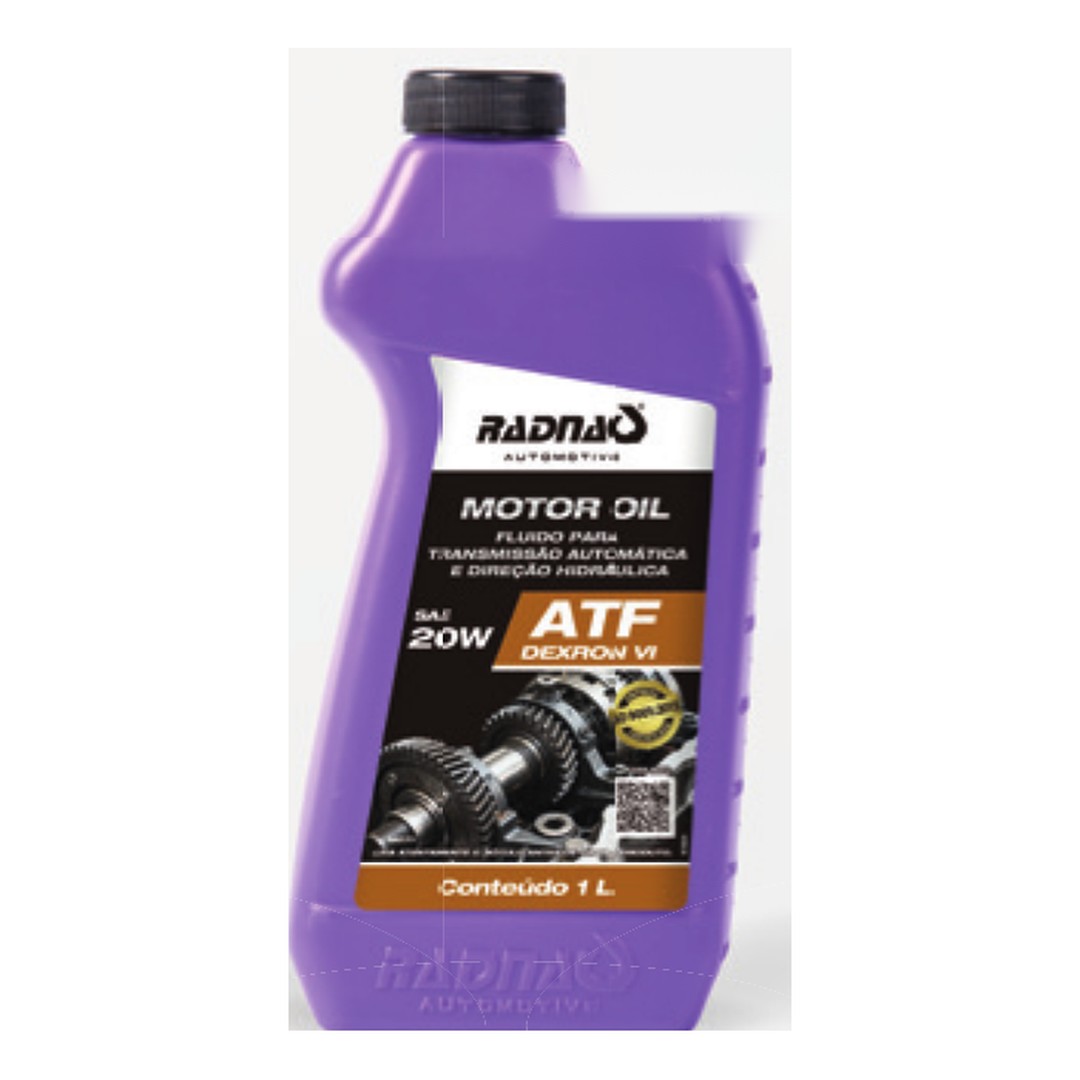 RADNAQ
AUTOMOTIVE
MOTOR OIL
FLUIDO PARA
TRANSMISSÃO AUTOMÁTICA
E DIREÇÃO HIDRÁULICA
SAE
20W
ATF
DEXRON VI
Conteúdo 1 L.
RADNAQ
AUTOMOTIVE